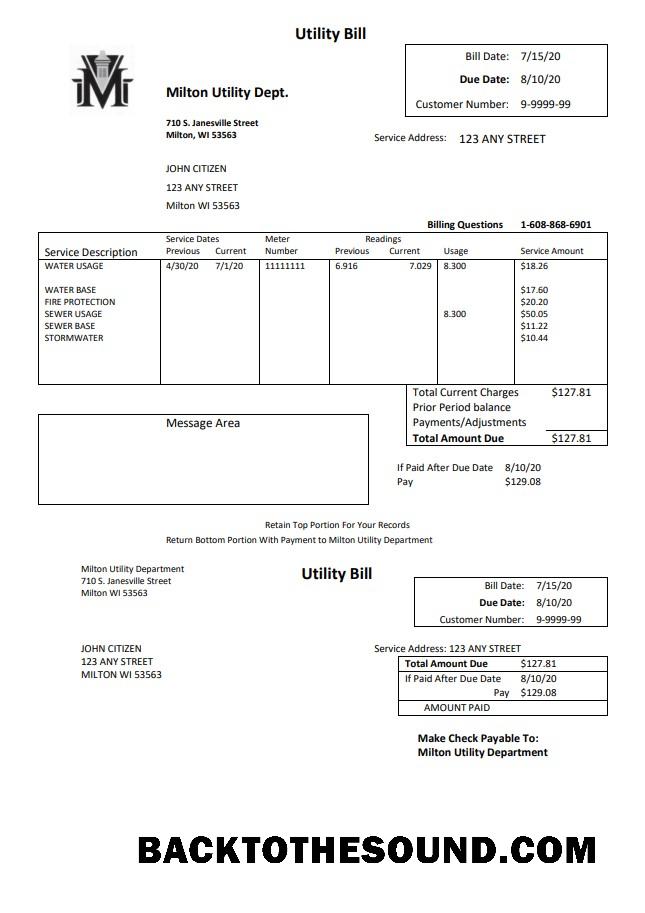 Utility Bill
Bill Date: 7/15/20
Due Date: 8/10/20
Customer Number: 9-9999-99
Milton Utility Dept.
710 S. Janesville Street
Milton, WI 53563
Service Address: 123 ANY STREET
JOHN CITIZEN
123 ANY STREET
Milton WI 53563
Billing Questions 1-608-868-6901
Service Dates Meter Readings
Service Description Previous Current Number Previous Current Usage Service Amount
WATER USAGE 4/30/20 7/1/20 11111111 6.916 7.029 8.300 $18.26
WATER BASE $17.60
FIRE PROTECTION $20.20
SEWER USAGE 8.300 $50.05
SEWER BASE $11.22
STORMWATER $10.44
Total Current Charges $127.81
Prior Period balance
Payments/Adjustments
Total Amount Due $127.81
Message Area
If Paid After Due Date 8/10/20
Pay $129.08
Retain Top Portion For Your Records
Return Bottom Portion With Payment to Milton Utility Department
Milton Utility Department
710 S. Janesville Street
Milton WI 53563
Utility Bill
Bill Date: 7/15/20
Due Date: 8/10/20
Customer Number: 9-9999-99
JOHN CITIZEN
123 ANY STREET
MILTON WI 53563
Service Address: 123 ANY STREET
Total Amount Due $127.81
If Paid After Due Date 8/10/20
Pay $129.08
AMOUNT PAID
Make Check Payable To:
Milton Utility Department
BACKTOTHESOUND.COM